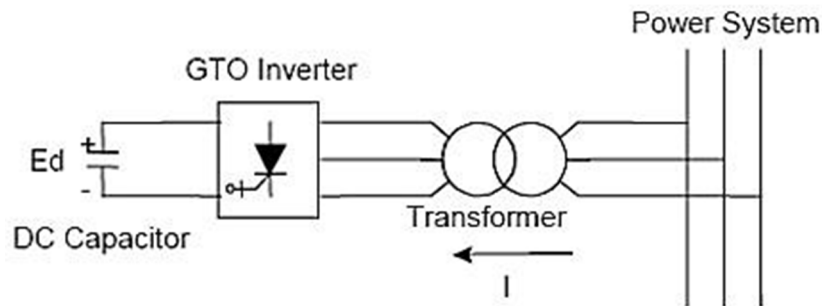 Power System
GTO Inverter
Ed
+
-
DC Capacitor
Transformer
I